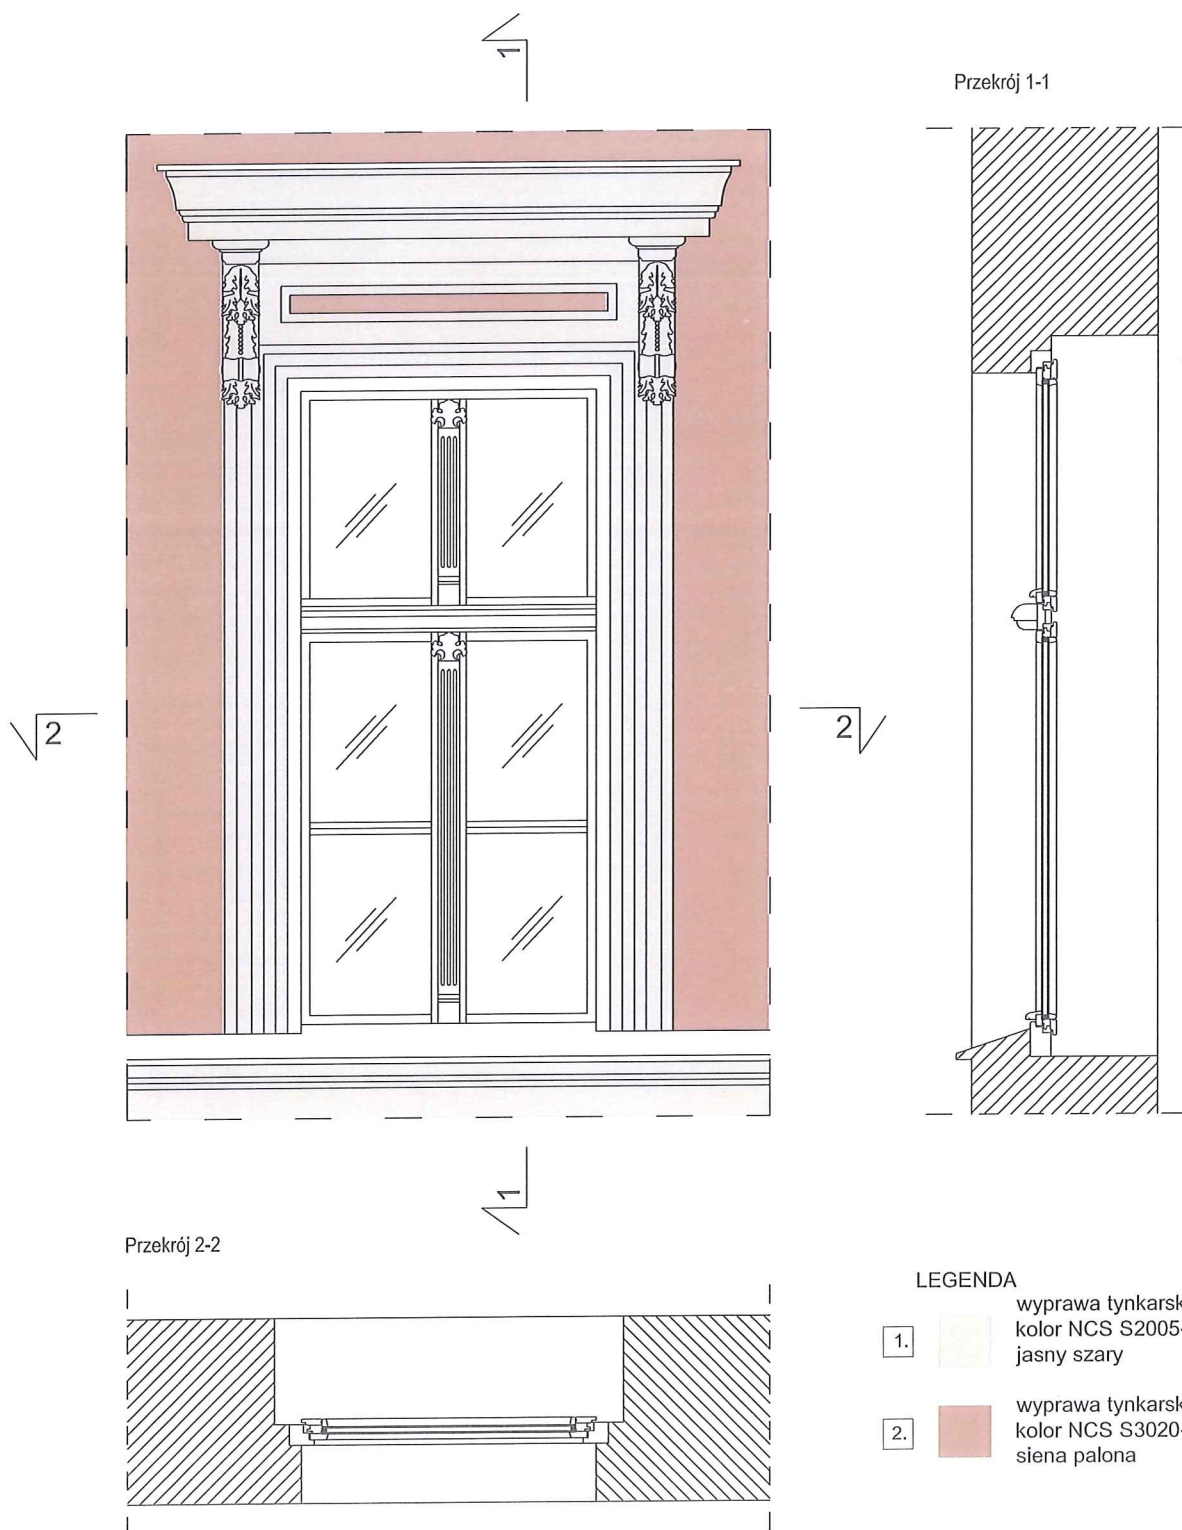 1
Przekrój 1-1
2
2
1
Przekrój 2-2
LEGENDA
1.
wyprawa tynkarsk
kolor NCS S2005-
jasny szary
2.
wyprawa tynkarsk
kolor NCS S3020-
siena palona